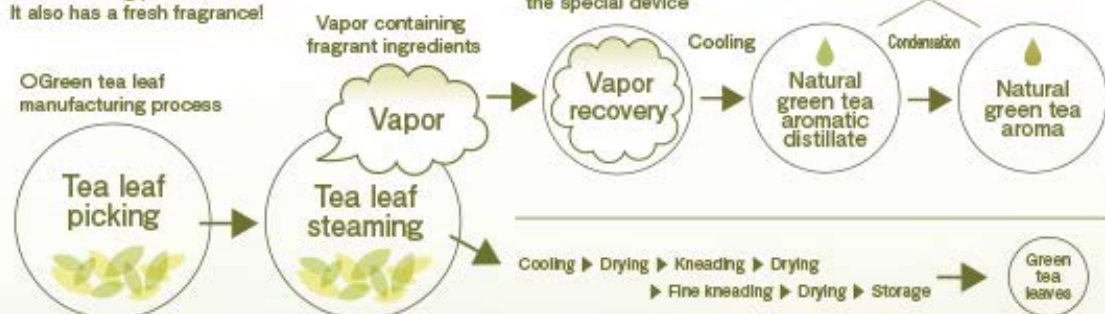 It also has a fresh fragrance!
the special device
Vapor containing
fragrant ingredients
Cooling
Condensation
○Green tea leaf
manufacturing process
Vapor
Vapor
recovery
Natural
green tea
aromatic
distillate
Natural
green tea
aroma
Tea leaf
picking
Tea leaf
steaming
Cooling ▶ Drying ▶ Kneading ▶ Drying
▶ Fine kneading ▶ Drying ▶ Storage
Green
tea
leaves